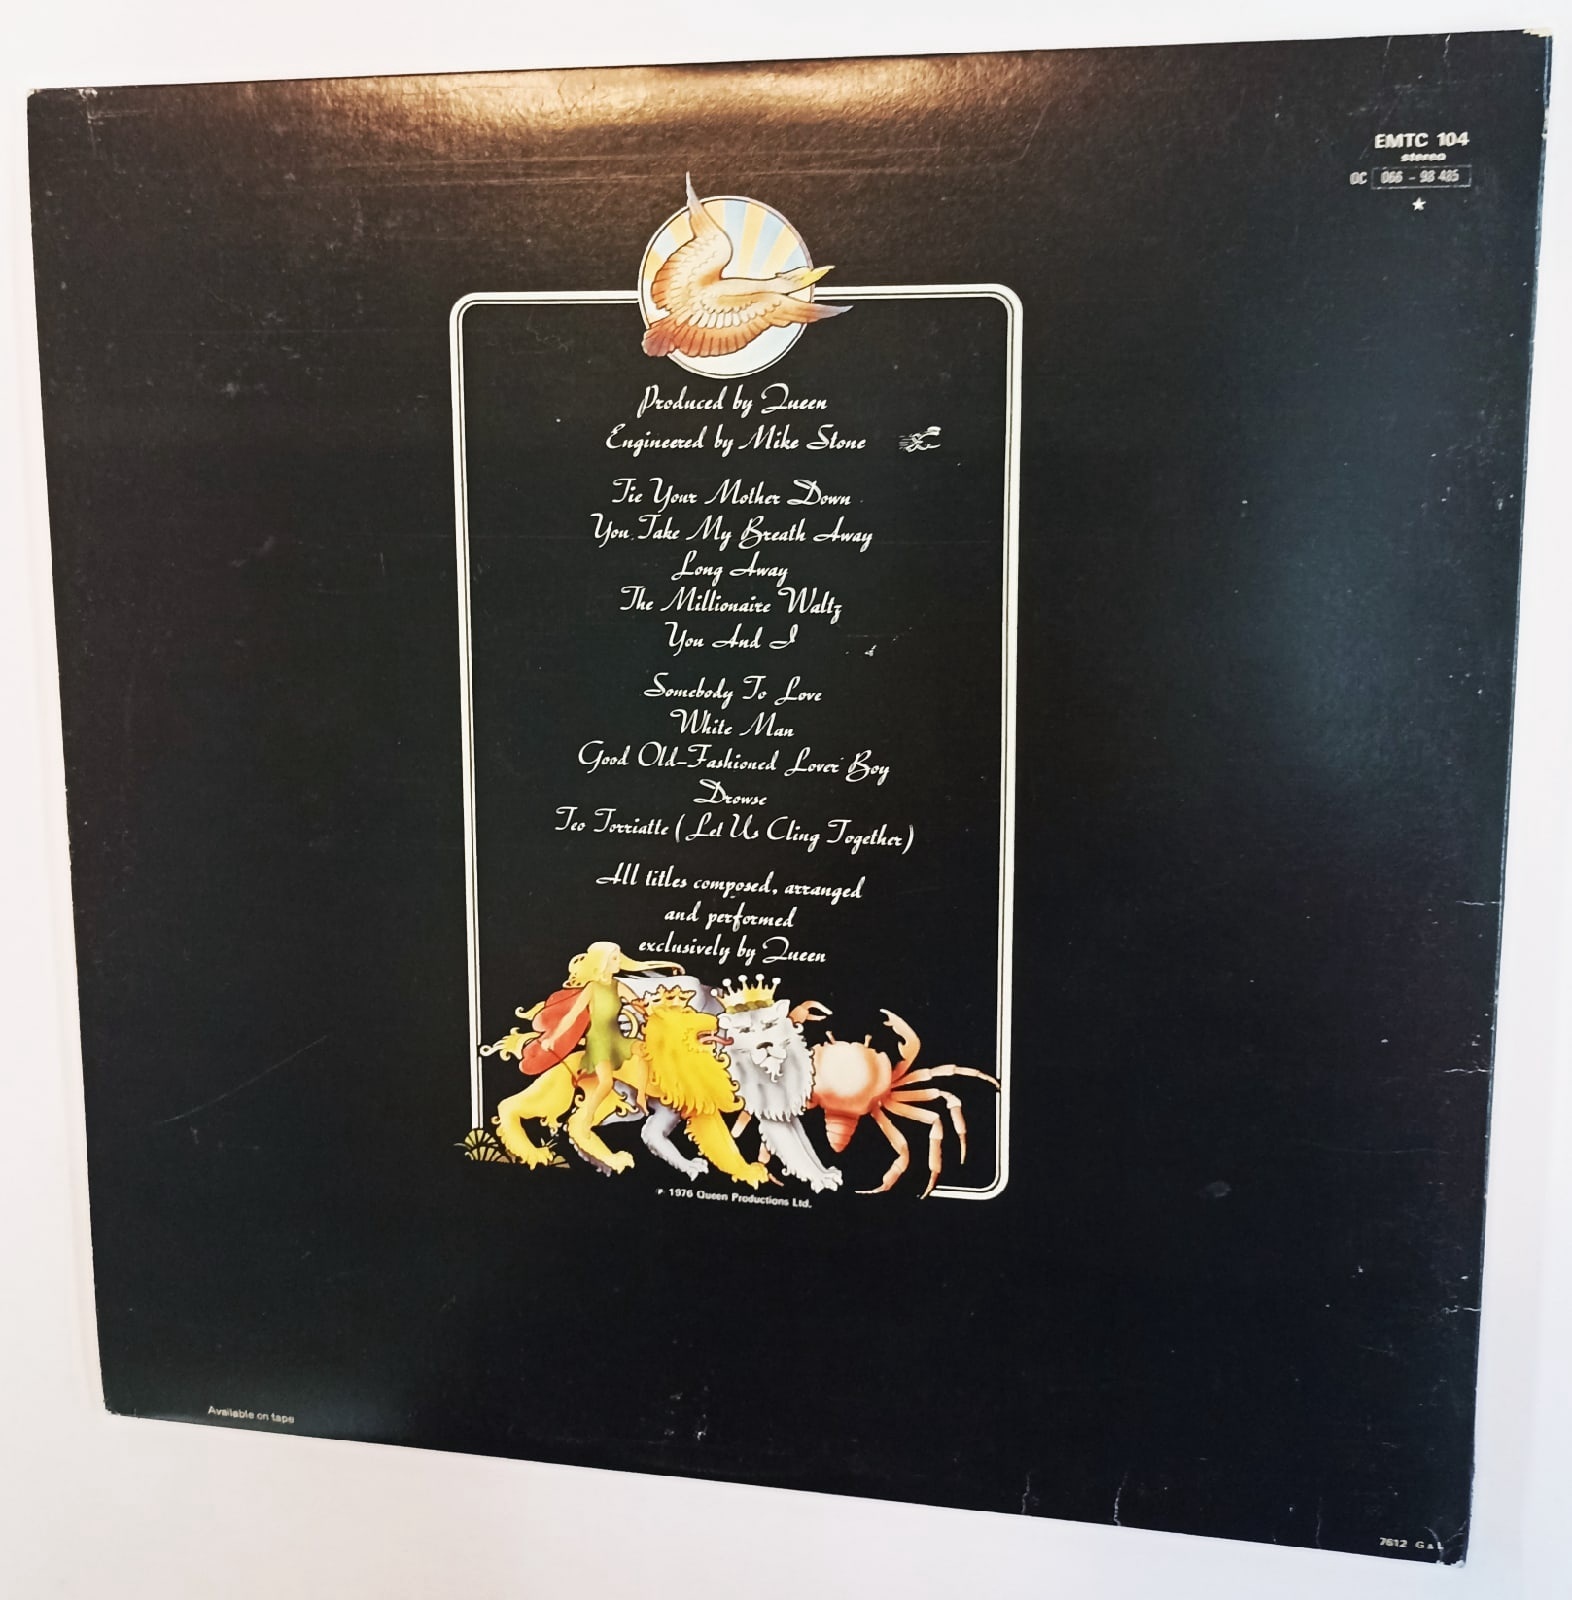 EMTC 104
stereo
OC 066 - 98 485
Produced by Queen
Engineered by Mike Stone
Tie Your Mother Down
You Take My Breath Away
Long Away
The Millionaire Waltz
You And I
Somebody To Love
White Man
Good Old-Fashioned Lover Boy
Drowse
Teo Torriatte (Let Us Cling Together)
All titles composed, arranged
and performed
exclusively by Queen
℗ 1976 Queen Productions Ltd.
Available on tape
7612 G & L